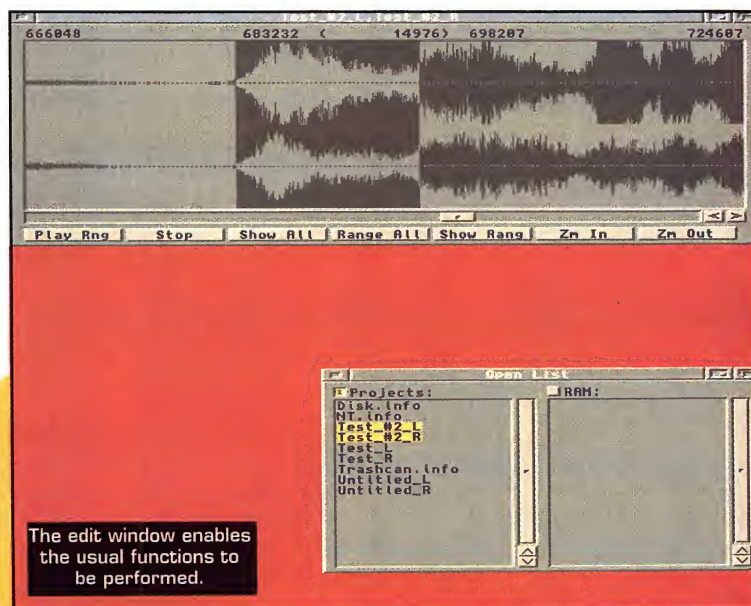 Test_#2_L,Test_#2_R
666048 683232 ( 14976) 698207 724607
Play Rng Stop Show All Range All Show Rang Zm In Zm Out
Open List
Projects: RAM:
Disk.info
NT.info
Test_#2_L
Test_#2_R
Test_L
Test_R
Trashcan.info
Untitled_L
Untitled_R
The edit window enables
the usual functions to
be performed.